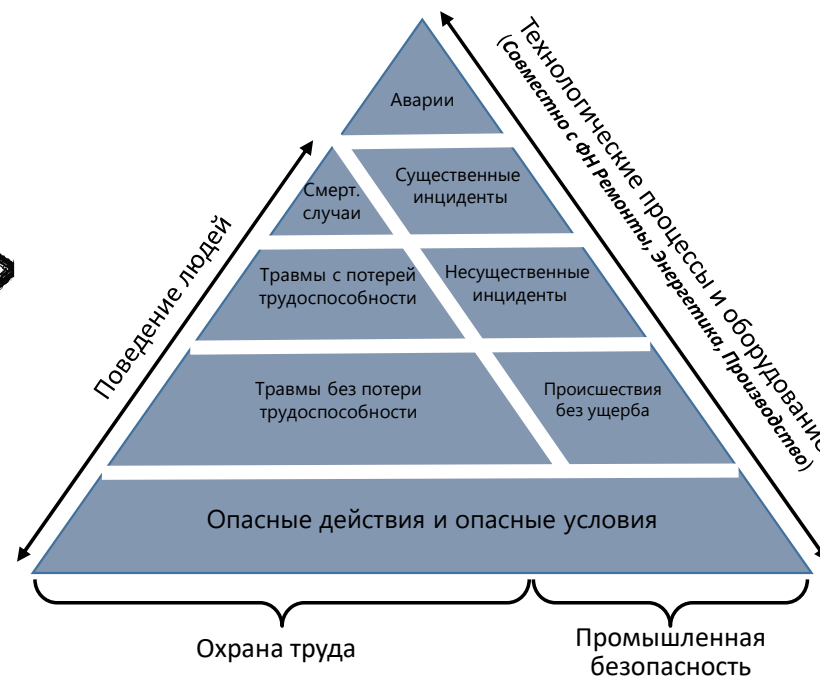 Аварии
Смерт.
случаи
Существенные
инциденты
Травмы с потерей
трудоспособности
Несущественные
инциденты
Травмы без потери
трудоспособности
Происшествия
без ущерба
Опасные действия и опасные условия
Поведение людей
Технологические процессы и оборудование
(Совместно с ФН Ремонты, Энергетика, Производство)
Охрана труда
Промышленная
безопасность